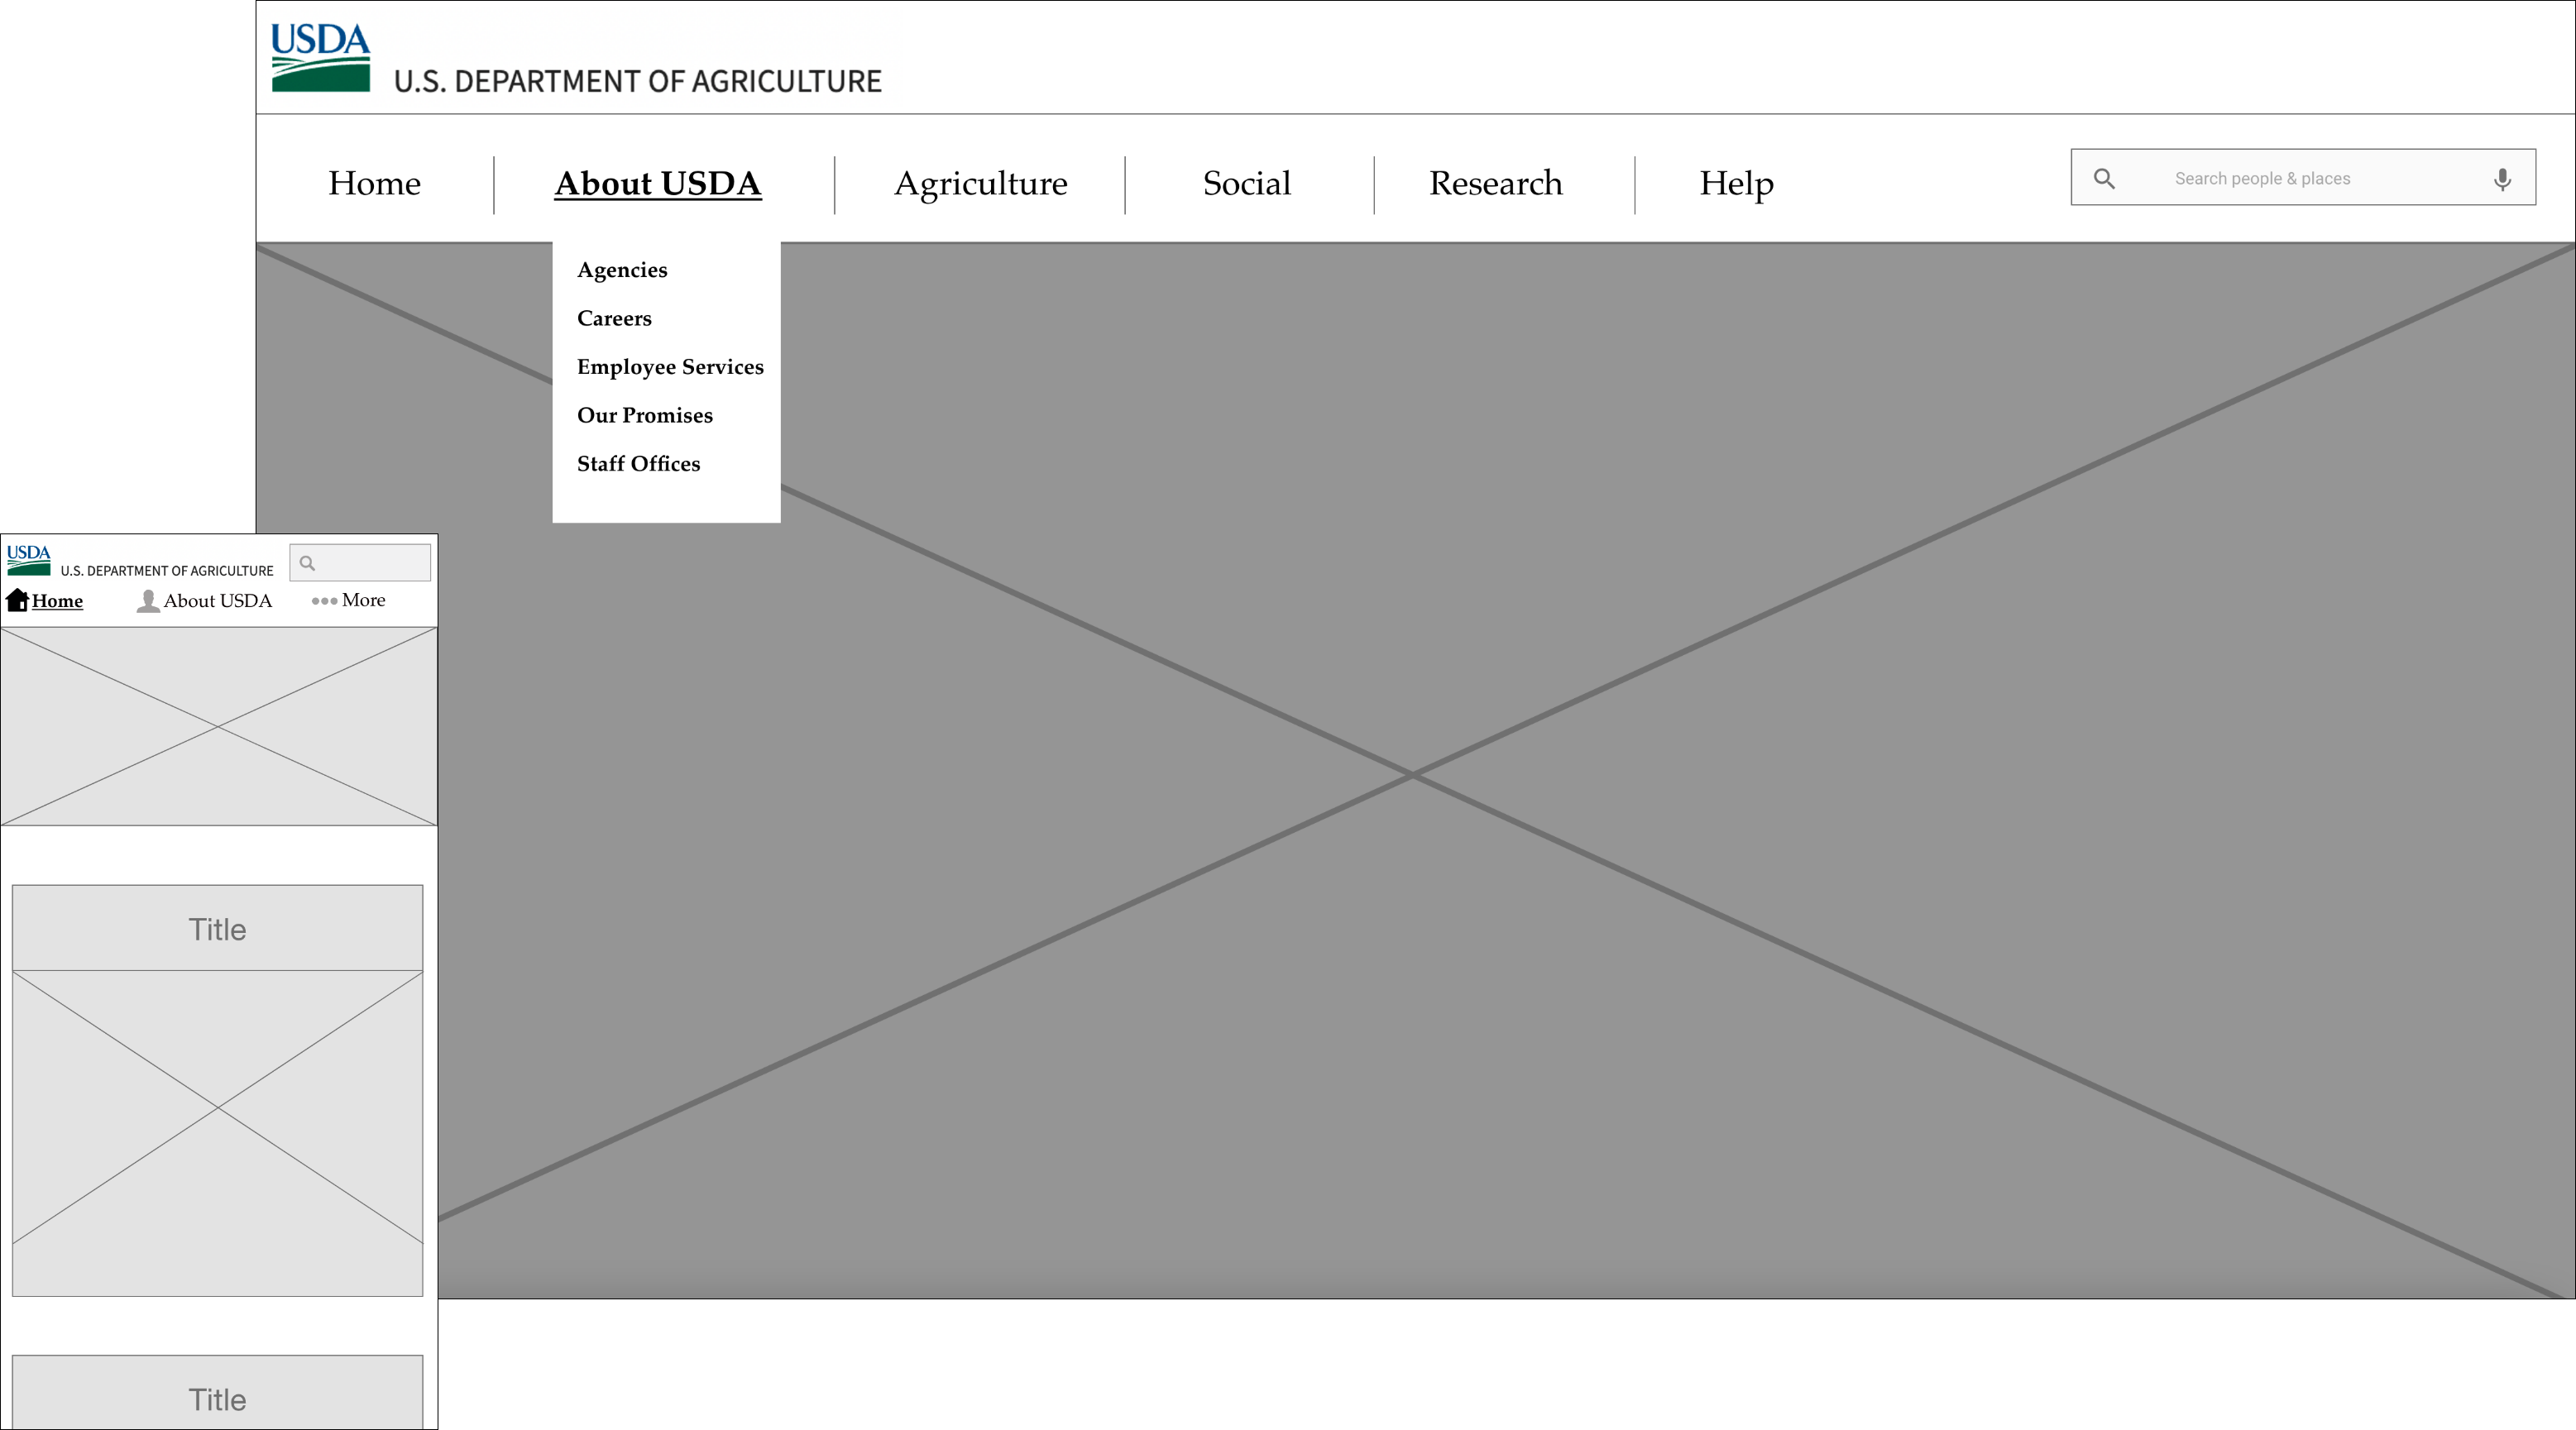 USDA
U.S. DEPARTMENT OF AGRICULTURE
Home About USDA Agriculture Social Research Help Search people & places
Agencies
Careers
Employee Services
Our Promises
Staff Offices
USDA
U.S. DEPARTMENT OF AGRICULTURE
Home About USDA More
Title
Title